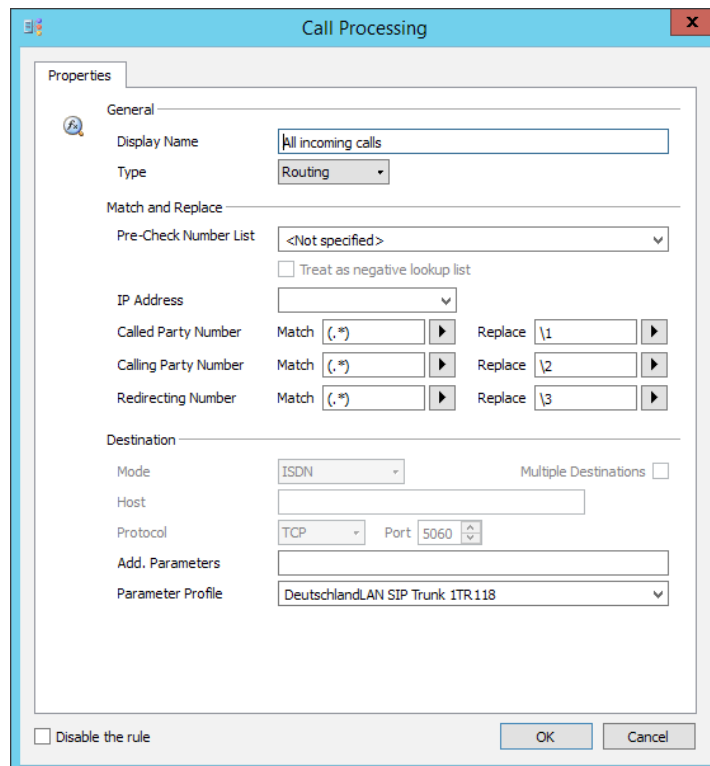 Call Processing
x
Properties
General
Display Name All incoming calls
Type Routing
Match and Replace
Pre-Check Number List <Not specified>
Treat as negative lookup list
IP Address
Called Party Number Match (.*) Replace \1
Calling Party Number Match (.*) Replace \2
Redirecting Number Match (.*) Replace \3
Destination
Mode ISDN Multiple Destinations
Host
Protocol TCP Port 5060
Add. Parameters
Parameter Profile DeutschlandLAN SIP Trunk 1TR118
Disable the rule OK Cancel